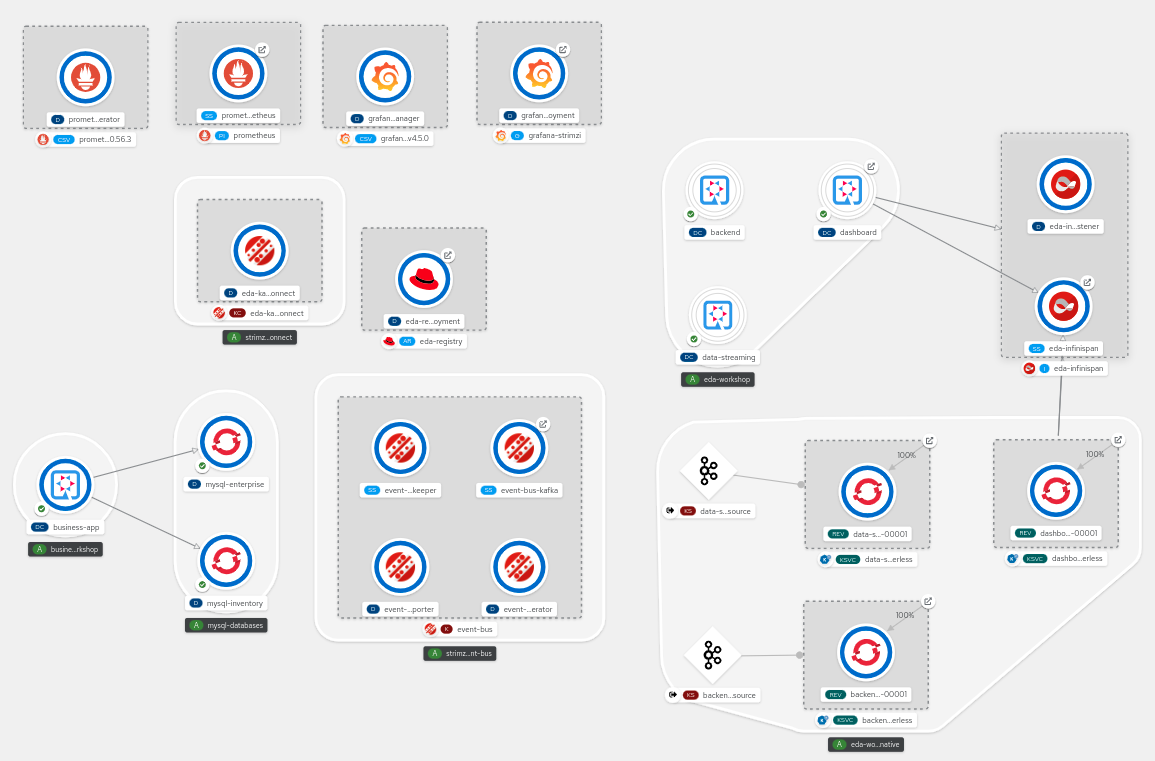 D promet...erator
CSV promet...0.56.3
SS promet...etheus
PI prometheus
D grafan...anager
CSV grafan...v4.5.0
D grafan...oyment
G grafana-strimzi
D eda-ka...onnect
KC eda-ka...onnect
A strimz...onnect
D eda-re...oyment
AR eda-registry
DC backend
DC dashboard
DC data-streaming
A eda-workshop
D eda-in...stener
SS eda-infinispan
I eda-infinispan
DC business-app
A busine...rkshop
D mysql-enterprise
D mysql-inventory
A mysql-databases
SS event-...keeper
SS event-bus-kafka
D event-...porter
D event-...erator
K event-bus
A strimz...nt-bus
KS data-s...source
100%
REV data-s...-00001
KSVC data-s...erless
100%
REV dashbo...-00001
KSVC dashbo...erless
KS backen...source
100%
REV backen...-00001
KSVC backen...erless
A eda-wo...native